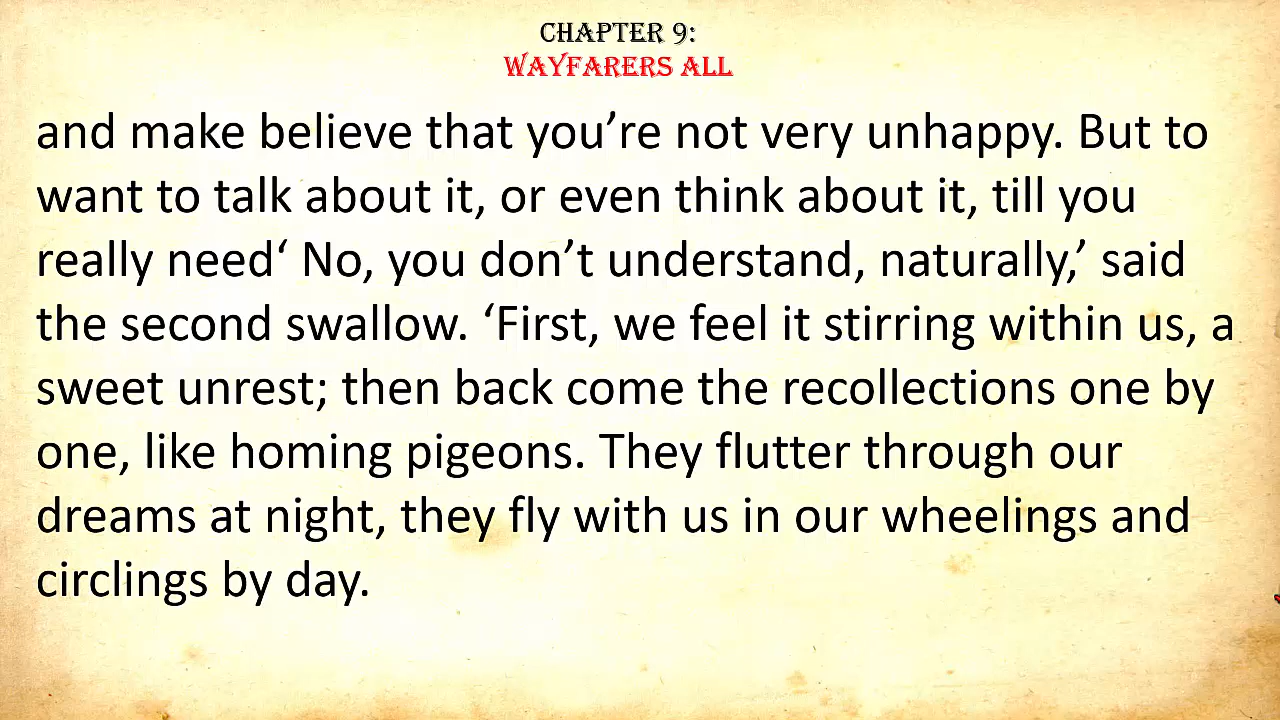 CHAPTER 9:
WAYFARERS ALL
and make believe that you’re not very unhappy. But to
want to talk about it, or even think about it, till you
really need‘ No, you don’t understand, naturally,’ said
the second swallow. ‘First, we feel it stirring within us, a
sweet unrest; then back come the recollections one by
one, like homing pigeons. They flutter through our
dreams at night, they fly with us in our wheelings and
circlings by day.